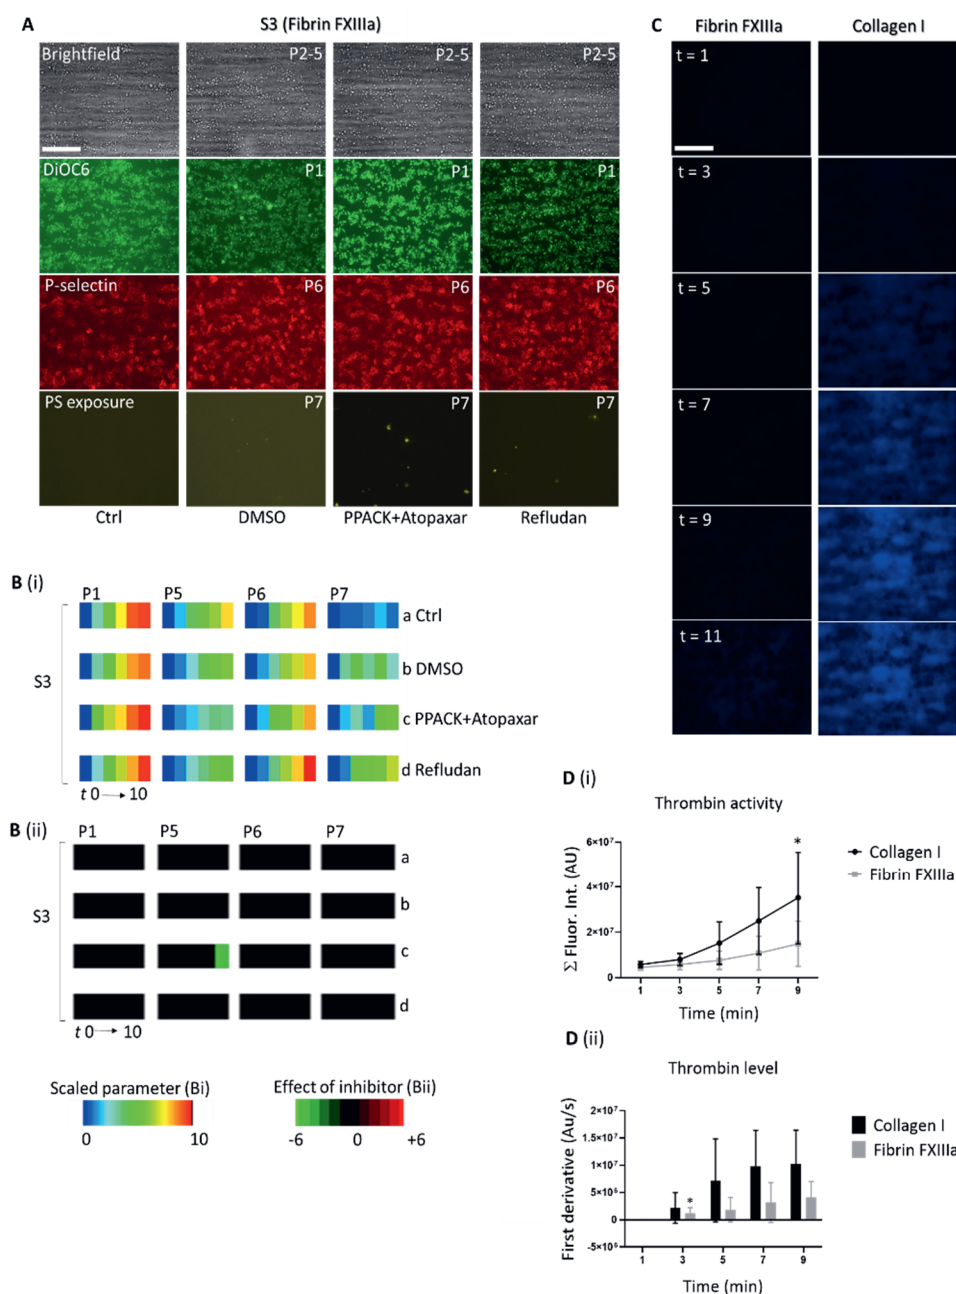 A
S3 (Fibrin FXIIIa)
Brightfield P2-5 P2-5 P2-5
DiOC6 P1 P1 P1
P-selectin P6 P6 P6
PS exposure P7 P7 P7
Ctrl DMSO PPACK+Atopaxar Refludan
B (i)
P1 P5 P6 P7
a Ctrl
b DMSO
S3
c PPACK+Atopaxar
d Refludan
t 0 → 10
B (ii)
P1 P5 P6 P7
a
b
S3
c
d
t 0 → 10
Scaled parameter (Bi)
0 10
Effect of inhibitor (Bii)
-6 0 +6
C
Fibrin FXIIIa Collagen I
t = 1
t = 3
t = 5
t = 7
t = 9
t = 11
D (i)
Thrombin activity
Σ Fluor. Int. (AU)
6×10⁷
4×10⁷
2×10⁷
0
*
1 3 5 7 9
Time (min)
Collagen I
Fibrin FXIIIa
D (ii)
Thrombin level
First derivative (Au/s)
2×10⁷
1×10⁷
1×10⁷
5×10⁶
0
-5×10⁶
*
1 3 5 7 9
Time (min)
Collagen I
Fibrin FXIIIa